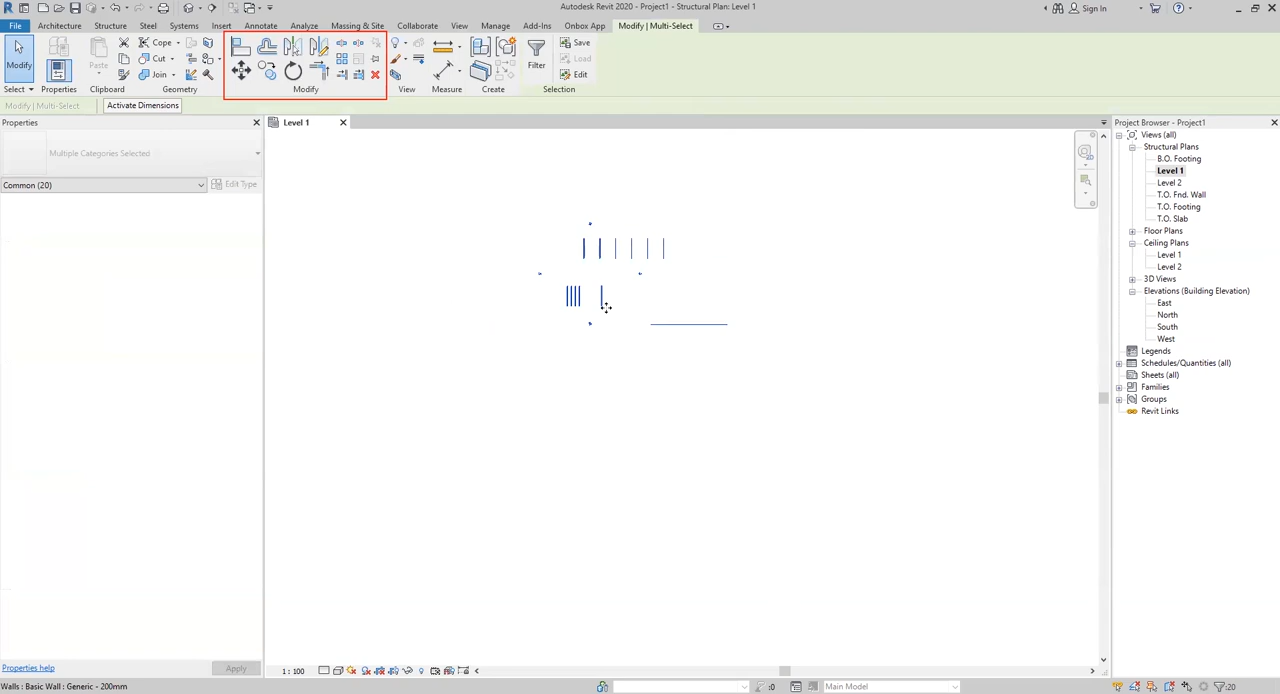 Autodesk Revit 2020 - Project1 - Structural Plan: Level 1
Sign In
File Architecture Structure Steel Systems Insert Annotate Analyze Massing & Site Collaborate View Manage Add-Ins Onbox App Modify | Multi-Select
Modify
Paste
Cope
Cut
Join
Filter
Save
Load
Edit
Select Properties Clipboard Geometry Modify View Measure Create Selection
Modify | Multi-Select Activate Dimensions
Properties
Multiple Categories Selected
Common (20) Edit Type
Level 1
Project Browser - Project1
Views (all)
Structural Plans
B.O. Footing
Level 1
Level 2
T.O. Fnd. Wall
T.O. Footing
T.O. Slab
Floor Plans
Ceiling Plans
Level 1
Level 2
3D Views
Elevations (Building Elevation)
East
North
South
West
Legends
Schedules/Quantities (all)
Sheets (all)
Families
Groups
Revit Links
Properties help Apply
1 : 100
Walls : Basic Wall : Generic - 200mm
:0
Main Model
:20